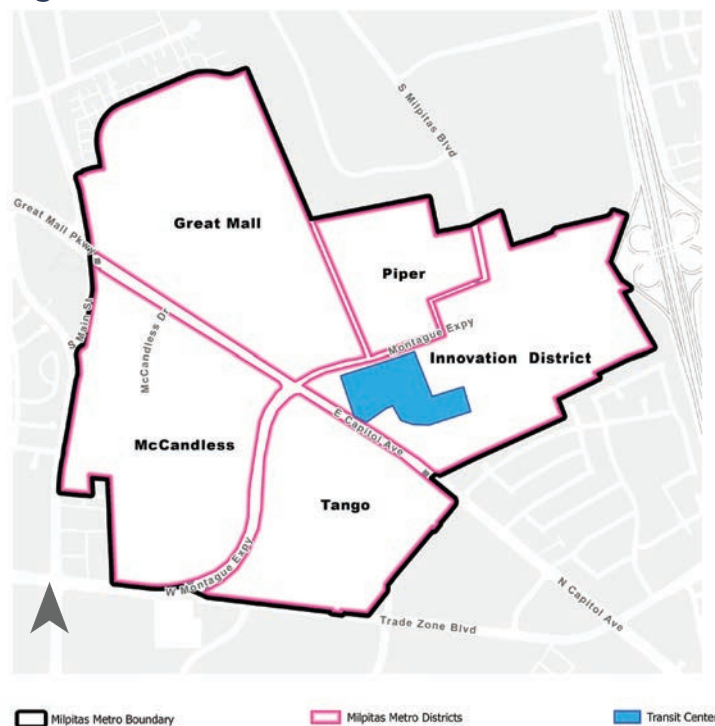 S Milpitas Blvd
Great Mall
Great Mall Pkwy
Piper
S Main St
McCandless Dr
Montague Expy
Innovation District
E Capitol Ave
McCandless
Tango
W Montague Expy
N Capitol Ave
Trade Zone Blvd
Milpitas Metro Boundary
Milpitas Metro Districts
Transit Center